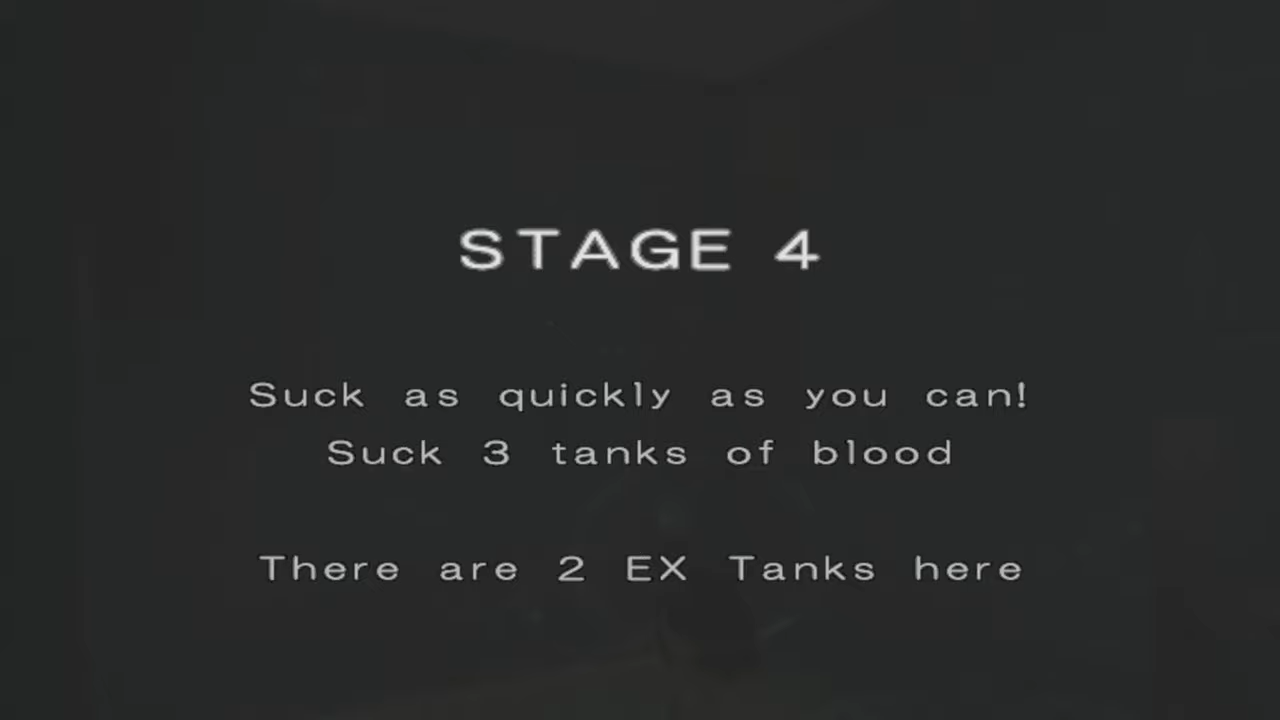 STAGE 4
Suck as quickly as you can!
Suck 3 tanks of blood
There are 2 EX Tanks here